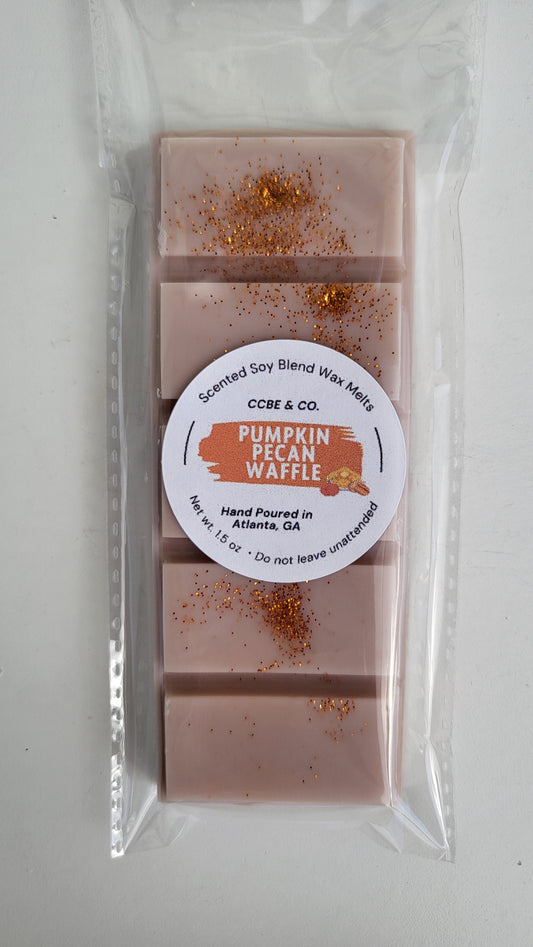 Scented Soy Blend Wax Melts
CCBE & CO.
PUMPKIN
PECAN
WAFFLE
Hand Poured in
Atlanta, GA
Net wt. 1.5 oz • Do not leave unattended